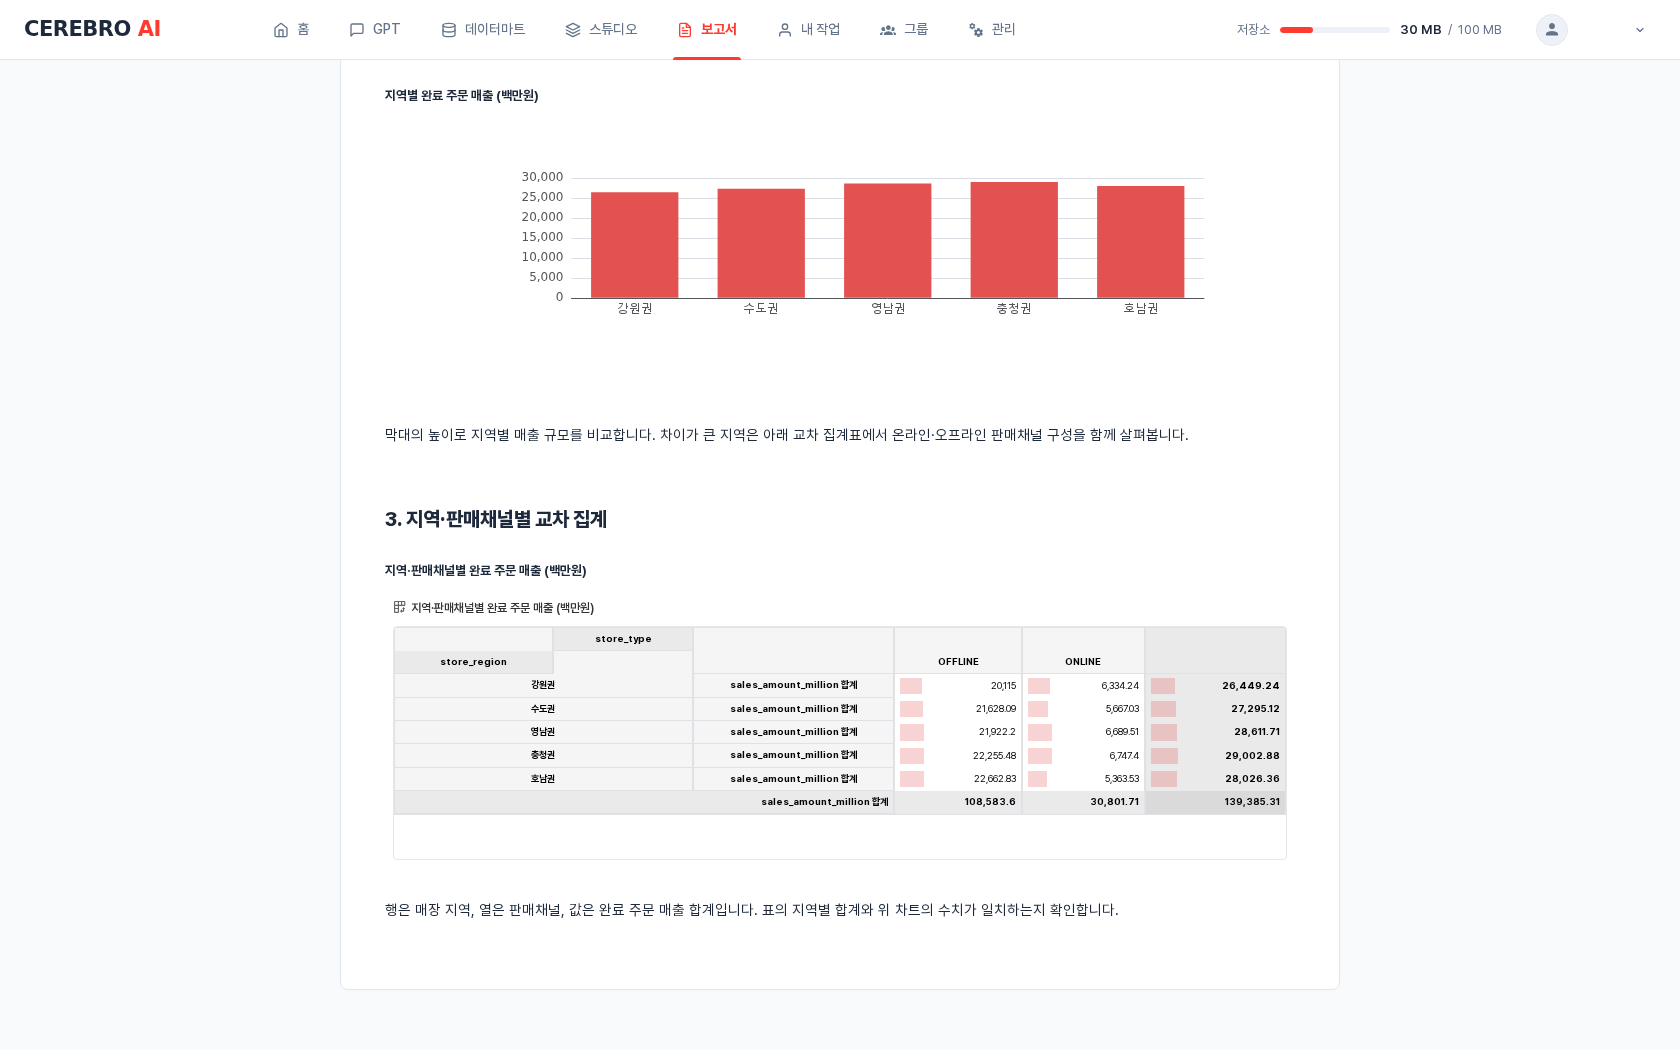 CEREBRO AI
홈
GPT
데이터마트
스튜디오
보고서
내 작업
그룹
관리
저장소
30 MB / 100 MB
지역별 완료 주문 매출 (백만원)
30,000
25,000
20,000
15,000
10,000
5,000
0
강원권 수도권 영남권 충청권 호남권
막대의 높이로 지역별 매출 규모를 비교합니다. 차이가 큰 지역은 아래 교차 집계표에서 온라인·오프라인 판매채널 구성을 함께 살펴봅니다.
3. 지역·판매채널별 교차 집계
지역·판매채널별 완료 주문 매출 (백만원)
지역·판매채널별 완료 주문 매출 (백만원)
store_type
store_region OFFLINE ONLINE
강원권 sales_amount_million 합계 20,115 6,334.24 26,449.24
수도권 sales_amount_million 합계 21,628.09 5,667.03 27,295.12
영남권 sales_amount_million 합계 21,922.2 6,689.51 28,611.71
충청권 sales_amount_million 합계 22,255.48 6,747.4 29,002.88
호남권 sales_amount_million 합계 22,662.83 5,363.53 28,026.36
sales_amount_million 합계 108,583.6 30,801.71 139,385.31
행은 매장 지역, 열은 판매채널, 값은 완료 주문 매출 합계입니다. 표의 지역별 합계와 위 차트의 수치가 일치하는지 확인합니다.